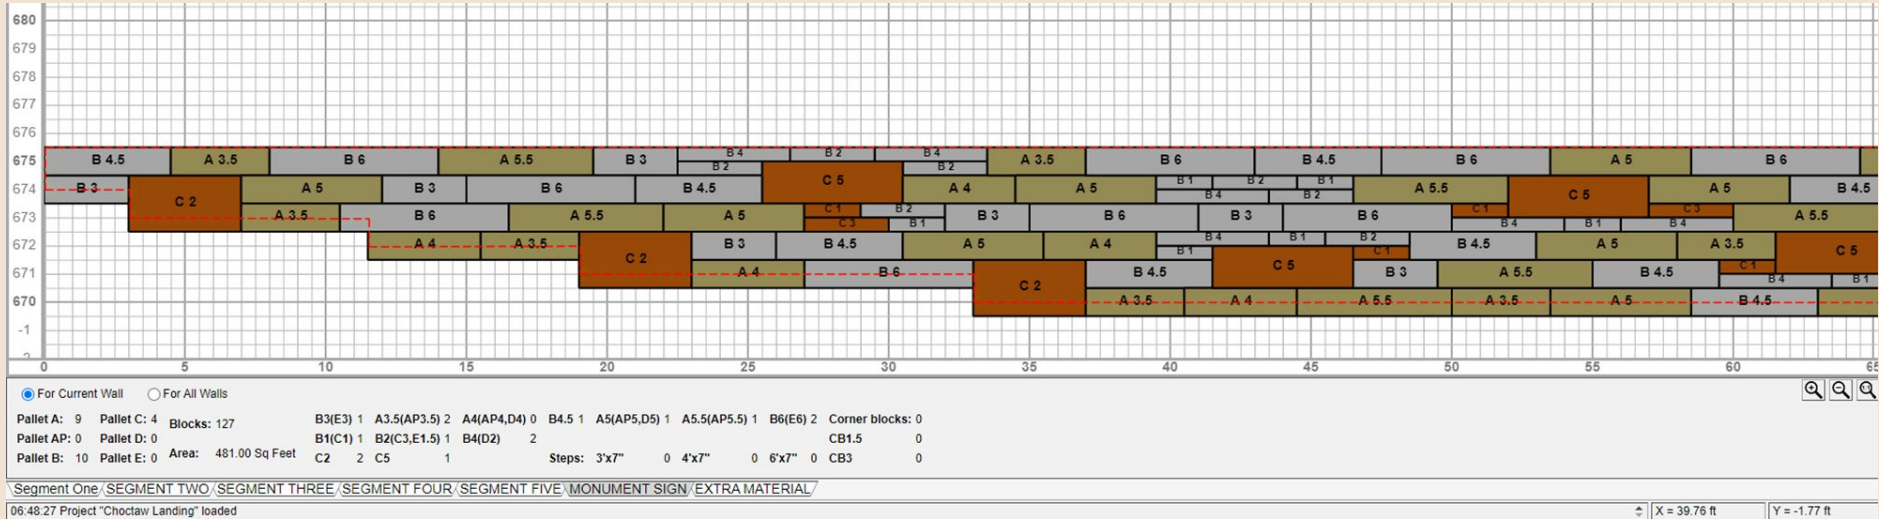 680
679
678
677
676
675 B 4.5 A 3.5 B 6 A 5.5 B 3 B 4 B 2 B 4 A 3.5 B 6 B 4.5 B 6 A 5 B 6
B 2 B 2
674 B 3 C 2 A 5 B 3 B 6 B 4.5 C 5 A 4 A 5 B 1 B 2 B 1 A 5.5 C 5 A 5 B 4.5
B 4 B 2
673 A 3.5 B 6 A 5.5 A 5 C 1 B 2 B 3 B 6 B 3 B 6 C 1 C 3 A 5.5
C 3 B 1 B 4 B 1 B 4
672 A 4 A 3.5 C 2 B 3 B 4.5 A 5 A 4 B 4 B 1 B 2 B 4.5 A 5 A 3.5 C 5
B 1 C 5 C 1
671 A 4 B 6 C 2 B 4.5 B 3 A 5.5 B 4.5 C 1
B 4 B 1
670 A 3.5 A 4 A 5.5 A 3.5 A 5 B 4.5
-1
0 5 10 15 20 25 30 35 40 45 50 55 60 65
For Current Wall For All Walls
Pallet A: 9 Pallet C: 4 Blocks: 127 B3(E3) 1 A3.5(AP3.5) 2 A4(AP4,D4) 0 B4.5 1 A5(AP5,D5) 1 A5.5(AP5.5) 1 B6(E6) 2 Corner blocks: 0
Pallet AP: 0 Pallet D: 0 B1(C1) 1 B2(C3,E1.5) 1 B4(D2) 2 CB1.5 0
Pallet B: 10 Pallet E: 0 Area: 481.00 Sq Feet C2 2 C5 1 Steps: 3'x7" 0 4'x7" 0 6'x7" 0 CB3 0
Segment One SEGMENT TWO SEGMENT THREE SEGMENT FOUR SEGMENT FIVE MONUMENT SIGN EXTRA MATERIAL
06:48:27 Project "Choctaw Landing" loaded X = 39.76 ft Y = -1.77 ft